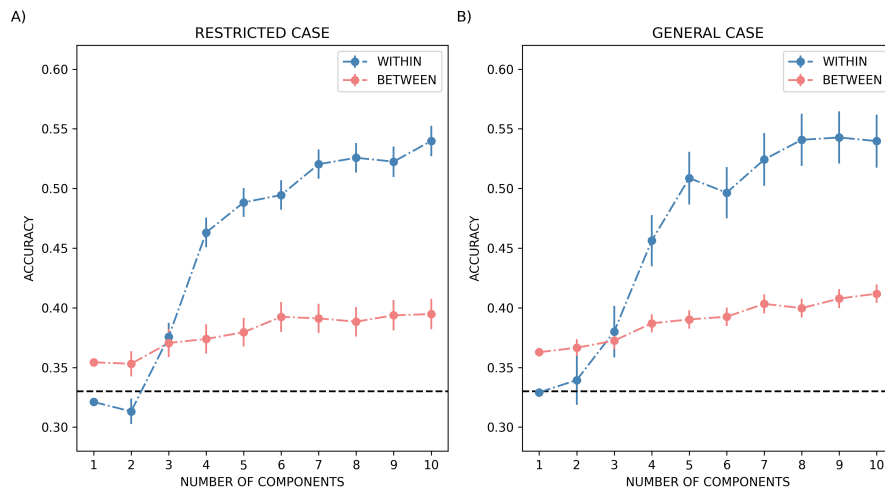 A)
RESTRICTED CASE
WITHIN
BETWEEN
0.60
0.55
0.50
0.45
0.40
0.35
0.30
ACCURACY
1 2 3 4 5 6 7 8 9 10
NUMBER OF COMPONENTS
B)
GENERAL CASE
WITHIN
BETWEEN
0.60
0.55
0.50
0.45
0.40
0.35
0.30
ACCURACY
1 2 3 4 5 6 7 8 9 10
NUMBER OF COMPONENTS